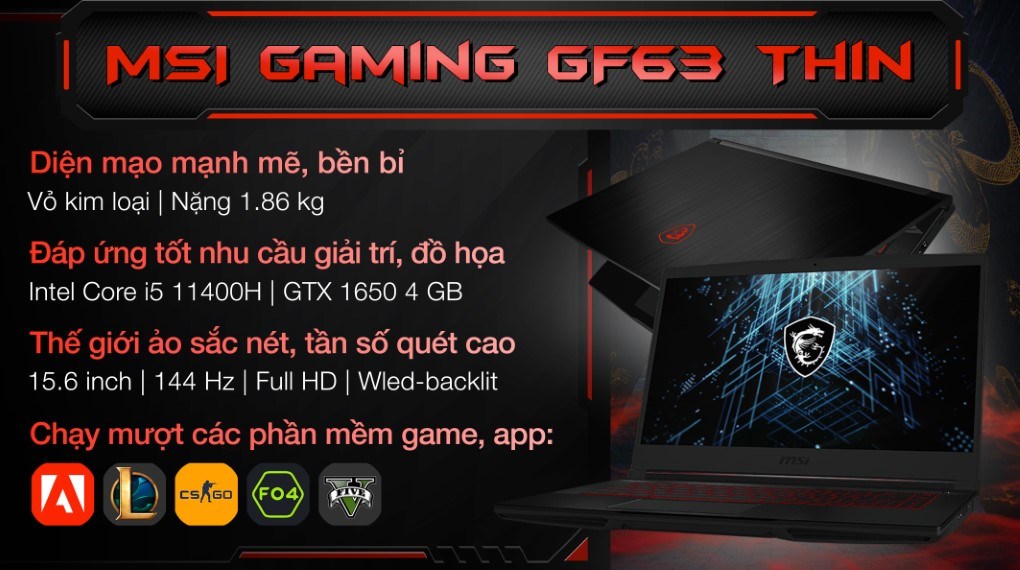 MSI GAMING GF63 THIN
Diện mạo mạnh mẽ, bền bỉ
Vỏ kim loại | Nặng 1.86 kg
Đáp ứng tốt nhu cầu giải trí, đồ họa
Intel Core i5 11400H | GTX 1650 4 GB
Thế giới ảo sắc nét, tần số quét cao
15.6 inch | 144 Hz | Full HD | Wled-backlit
Chạy mượt các phần mềm game, app:
L
CS GO
FO4
V
FIVE
msi